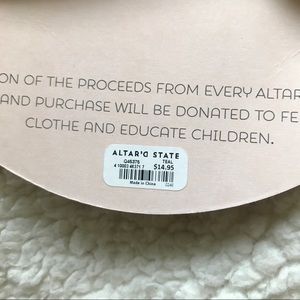 ON OF THE PROCEEDS FROM EVERY ALTAR
AND PURCHASE WILL BE DONATED TO FE
CLOTHE AND EDUCATE CHILDREN.
ALTAR'D STATE
TEAL
$14.95
Made in China